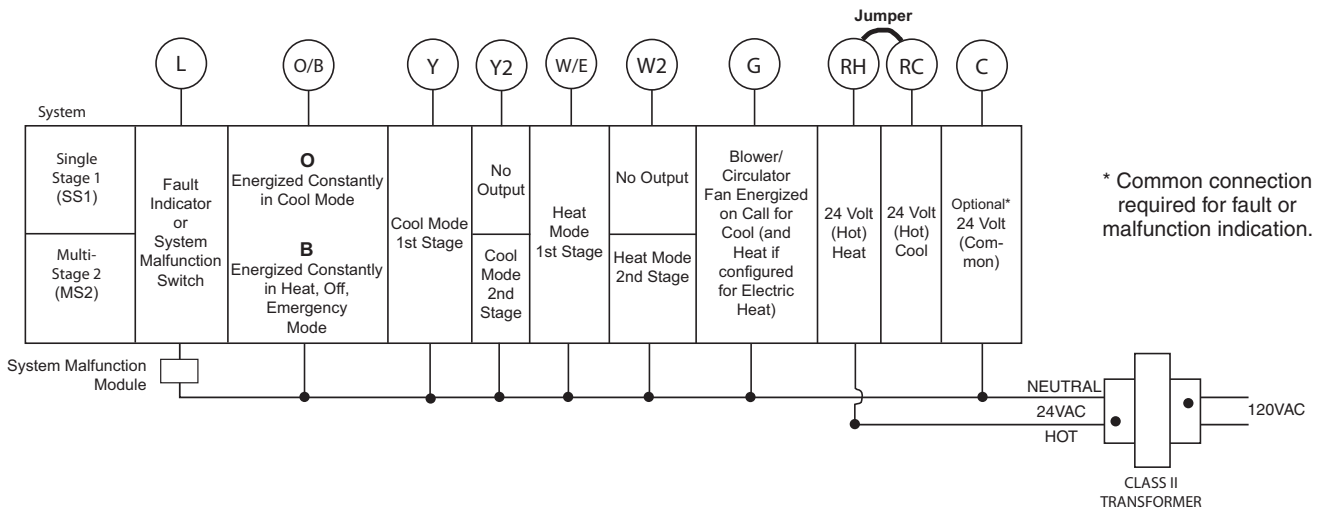 Jumper
L
O/B
Y
Y2
W/E
W2
G
RH
RC
C
System
Single
Stage 1
(SS1)
Multi-
Stage 2
(MS2)
Fault
Indicator
or
System
Malfunction
Switch
O
Energized Constantly
in Cool Mode
B
Energized Constantly
in Heat, Off,
Emergency
Mode
Cool Mode
1st Stage
No
Output
Cool
Mode
2nd
Stage
Heat
Mode
1st Stage
No Output
Heat Mode
2nd Stage
Blower/
Circulator
Fan Energized
on Call for
Cool (and
Heat if
configured
for Electric
Heat)
24 Volt
(Hot)
Heat
24 Volt
(Hot)
Cool
Optional*
24 Volt
(Com-
mon)
* Common connection
required for fault or
malfunction indication.
System Malfunction
Module
NEUTRAL
24VAC
HOT
120VAC
CLASS II
TRANSFORMER